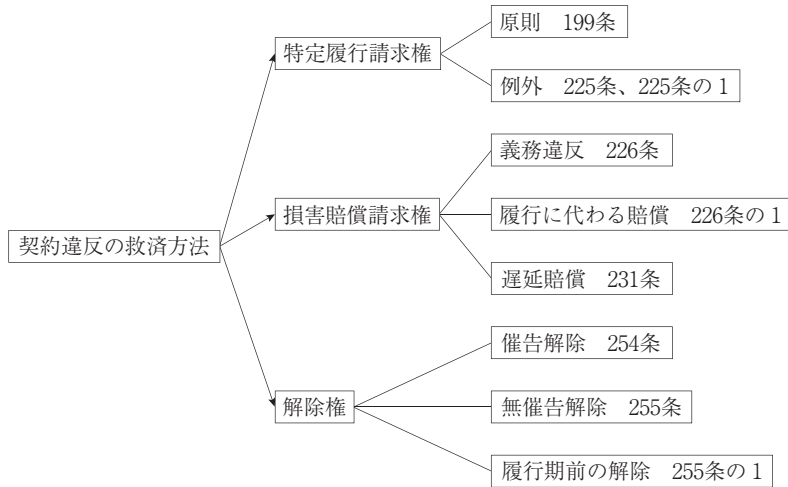 契約違反の救済方法
特定履行請求権
原則　199条
例外　225条、225条の1
損害賠償請求権
義務違反　226条
履行に代わる賠償　226条の1
遅延賠償　231条
解除権
催告解除　254条
無催告解除　255条
履行期前の解除　255条の1